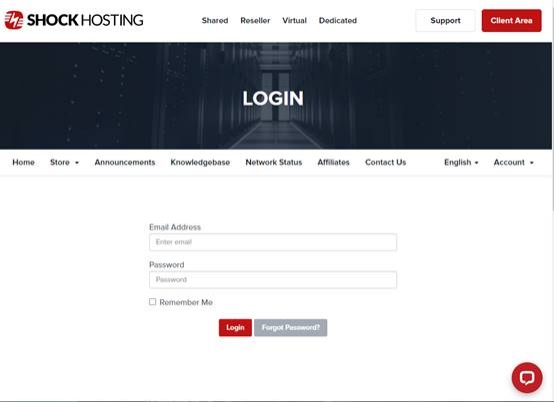 SHOCK HOSTING
Shared Reseller Virtual Dedicated Support Client Area
LOGIN
Home Store Announcements Knowledgebase Network Status Affiliates Contact Us English Account
Email Address
Enter email
Password
Password
Remember Me
Login Forgot Password?